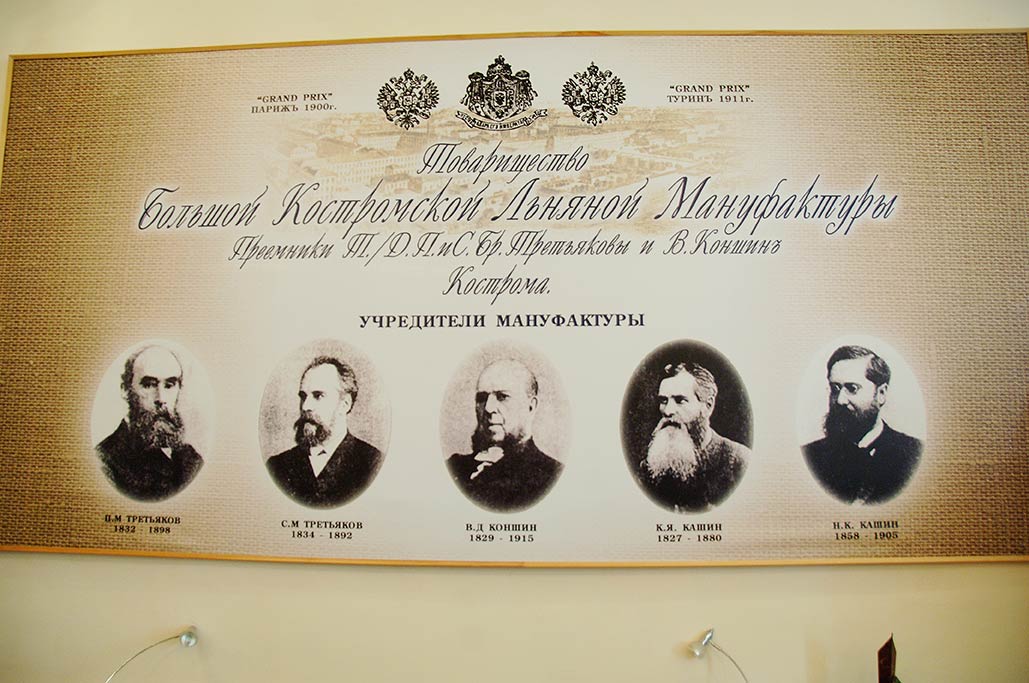 "GRAND PRIX"
ПАРИЖЪ 1900г.
"GRAND PRIX"
ТУРИНЪ 1911г.
Товарищество
Большой Костромской Льняной Мануфактуры
Преемники Т./Д. П. и С. Бр. Третьяковы и В. Коншинъ
Кострома.
УЧРЕДИТЕЛИ МАНУФАКТУРЫ
П.М ТРЕТЬЯКОВ
1832 - 1898
С.М ТРЕТЬЯКОВ
1834 - 1892
В.Д КОНШИН
1829 - 1915
К.Я. КАШИН
1827 - 1880
Н.К. КАШИН
1858 - 1905